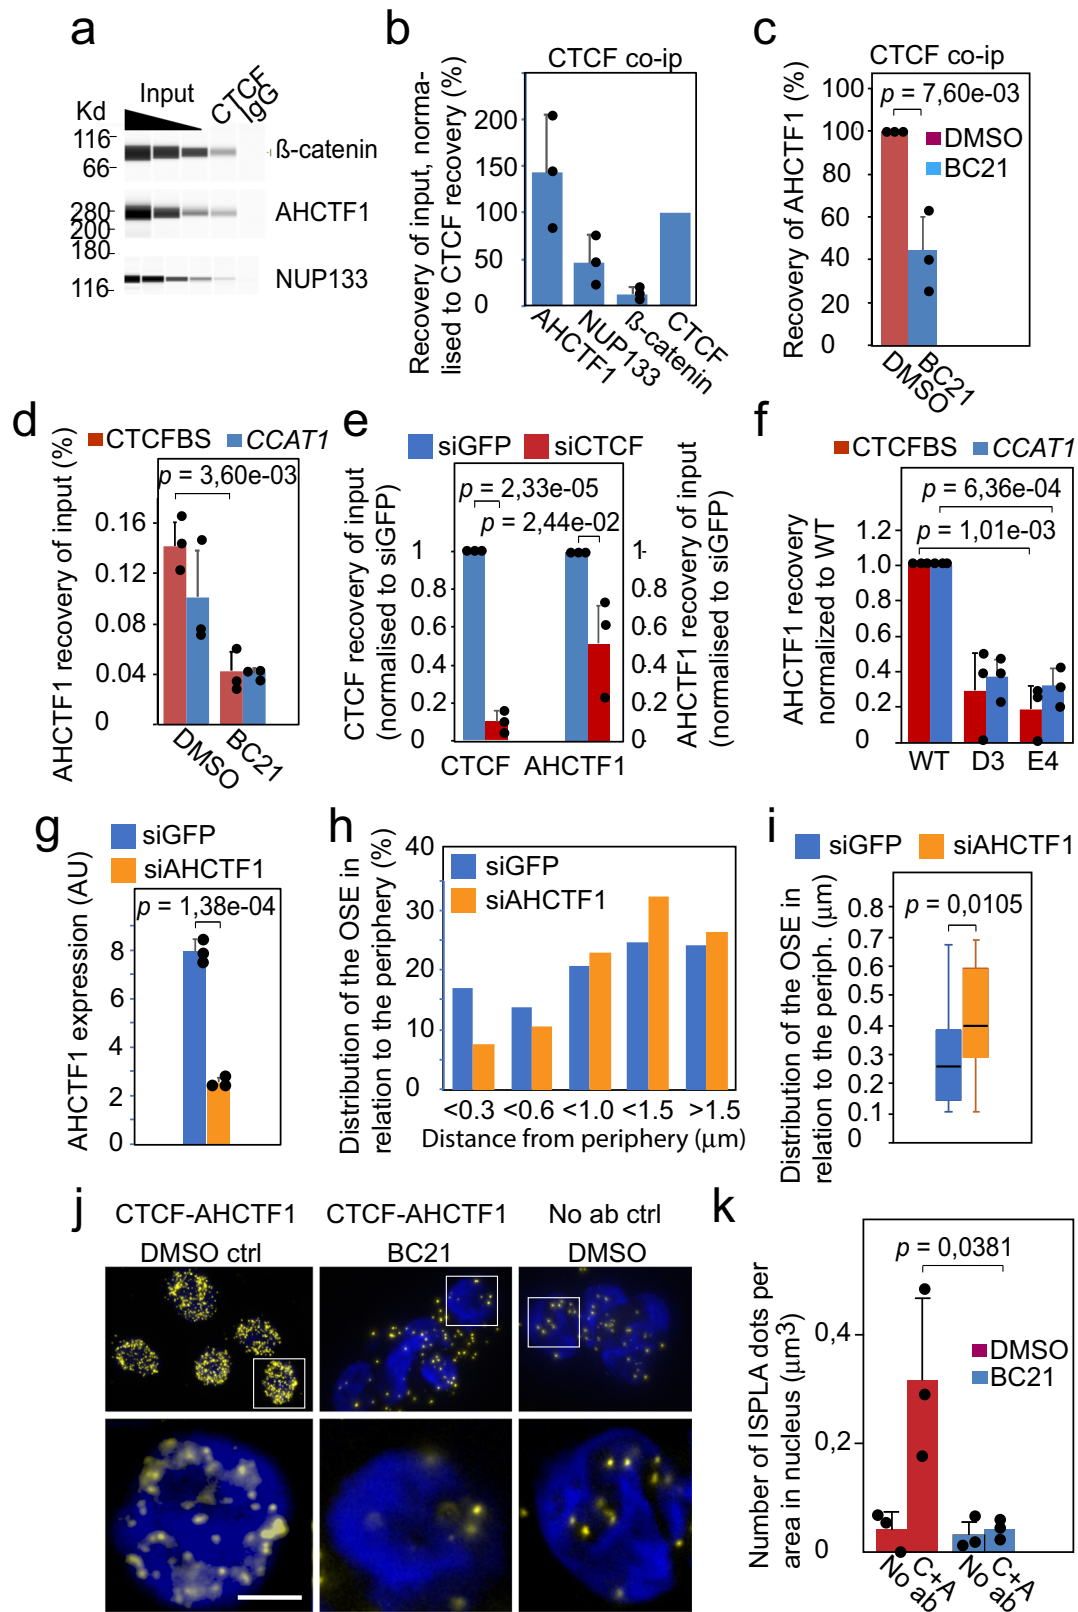 a
Input
CTCF
IgG
Kd
116
66
ß-catenin
280
200
180
AHCTF1
116
NUP133
b
CTCF co-ip
Recovery of input, norma-
lised to CTCF recovery (%)
200
150
100
50
0
AHCTF1
NUP133
ß-catenin
CTCF
c
CTCF co-ip
Recovery of AHCTF1 (%)
100
p = 7,60e-03
100
DMSO
BC21
80
60
40
20
0
DMSO
BC21
d
CTCFBS
CCAT1
AHCTF1 recovery of input (%)
p = 3,60e-03
0.16
0.12
0.08
0.04
0
DMSO
BC21
e
siGFP
siCTCF
CTCF recovery of input
(normalised to siGFP)
p = 2,33e-05
p = 2,44e-02
1
0.8
0.6
0.4
0.2
0
1
0.8
0.6
0.4
0.2
0
AHCTF1 recovery of input
(normalised to siGFP)
CTCF
AHCTF1
f
CTCFBS
CCAT1
AHCTF1 recovery
normalized to WT
p = 6,36e-04
p = 1,01e-03
1.2
1.0
0.8
0.6
0.4
0.2
0
WT
D3
E4
g
siGFP
siAHCTF1
AHCTF1 expression (AU)
p = 1,38e-04
8
6
4
2
0
h
Distribution of the OSE in
relation to the periphery (%)
40
30
20
10
0
siGFP
siAHCTF1
<0.3
<0.6
<1.0
<1.5
>1.5
Distance from periphery (μm)
i
siGFP
siAHCTF1
Distribution of the OSE in
relation to the periph. (μm)
p = 0,0105
0.8
0.7
0.6
0.5
0.4
0.3
0.2
0.1
0
j
CTCF-AHCTF1
DMSO ctrl
CTCF-AHCTF1
BC21
No ab ctrl
DMSO
k
Number of ISPLA dots per
area in nucleus (μm3)
p = 0,0381
0,4
0,2
0
DMSO
BC21
No ab
C+A
No ab
C+A